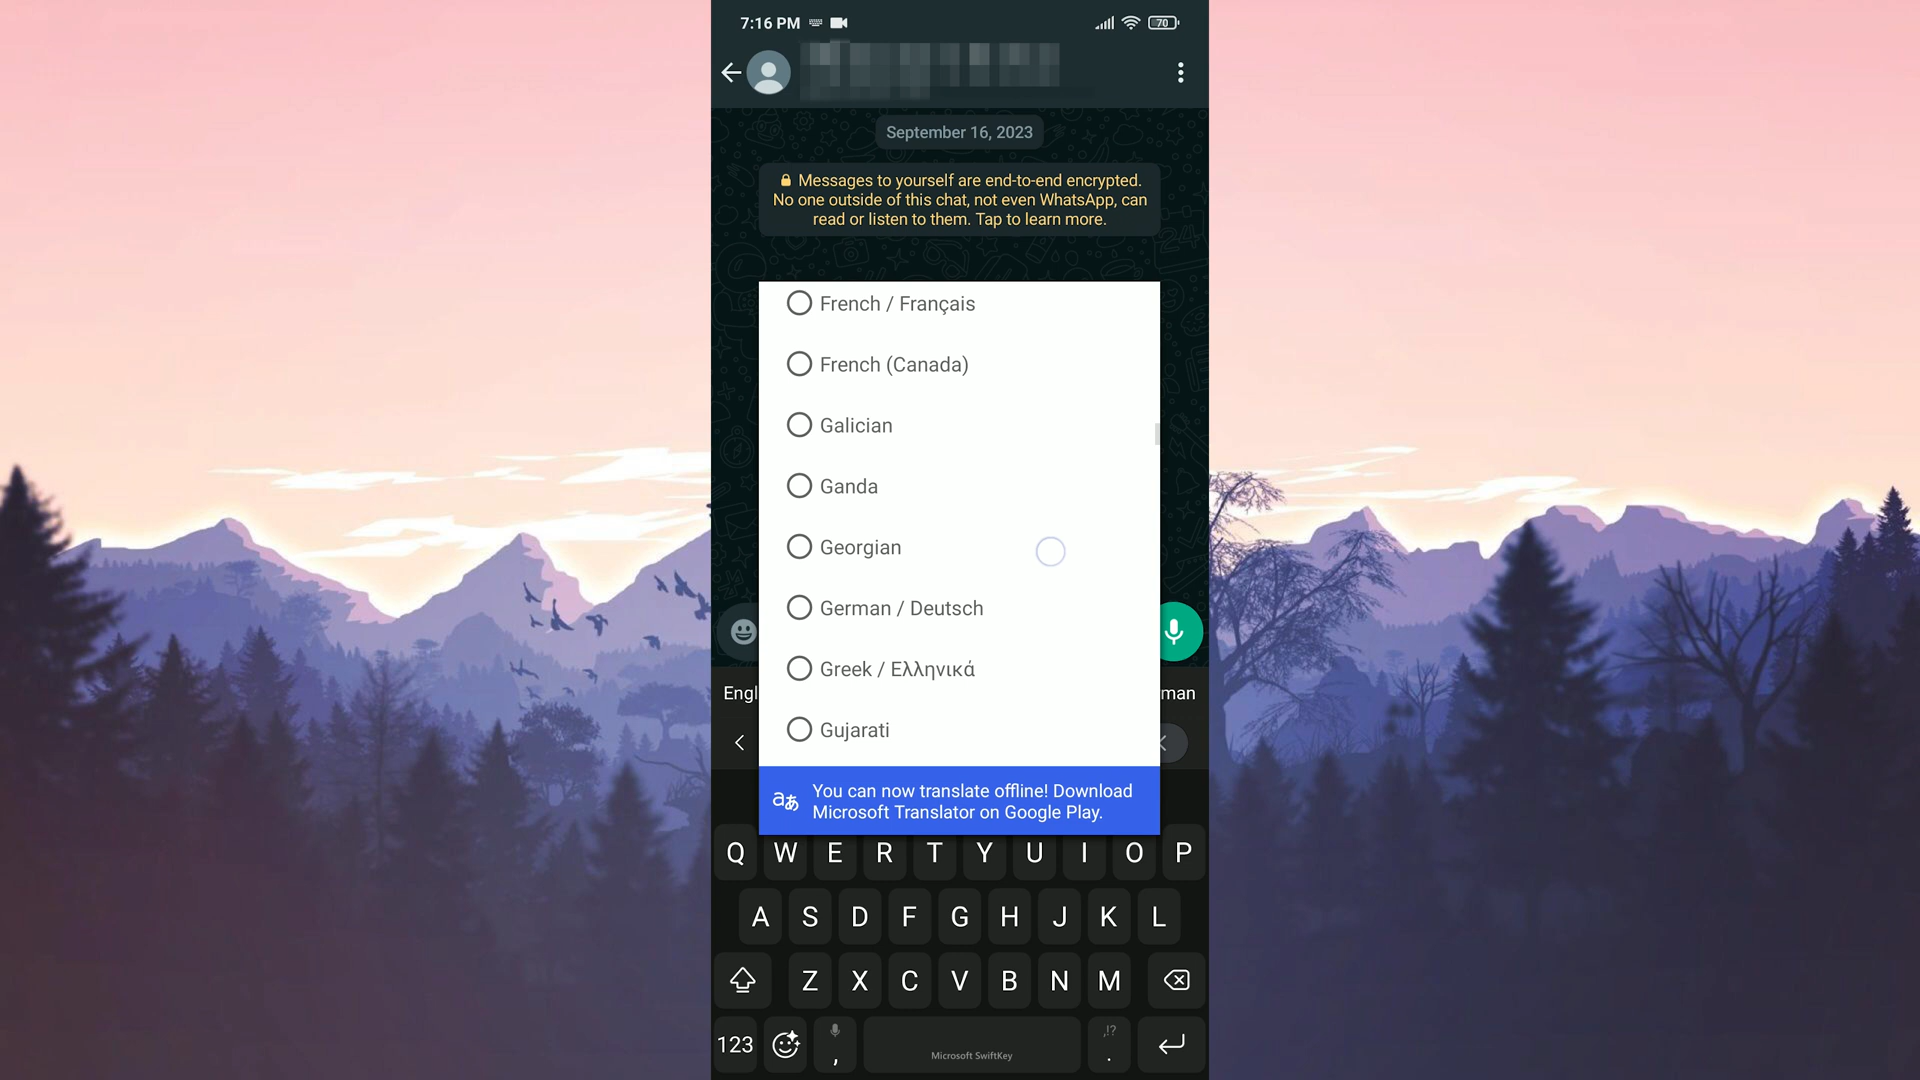 7:16 PM
70
September 16, 2023
Messages to yourself are end-to-end encrypted.
No one outside of this chat, not even WhatsApp, can
read or listen to them. Tap to learn more.
French / Français
French (Canada)
Galician
Ganda
Georgian
German / Deutsch
Greek / Ελληνικά
Gujarati
Engl
man
You can now translate offline! Download
Microsoft Translator on Google Play.
Q W E R T Y U I O P
A S D F G H J K L
Z X C V B N M
123 , Microsoft SwiftKey ,!? .